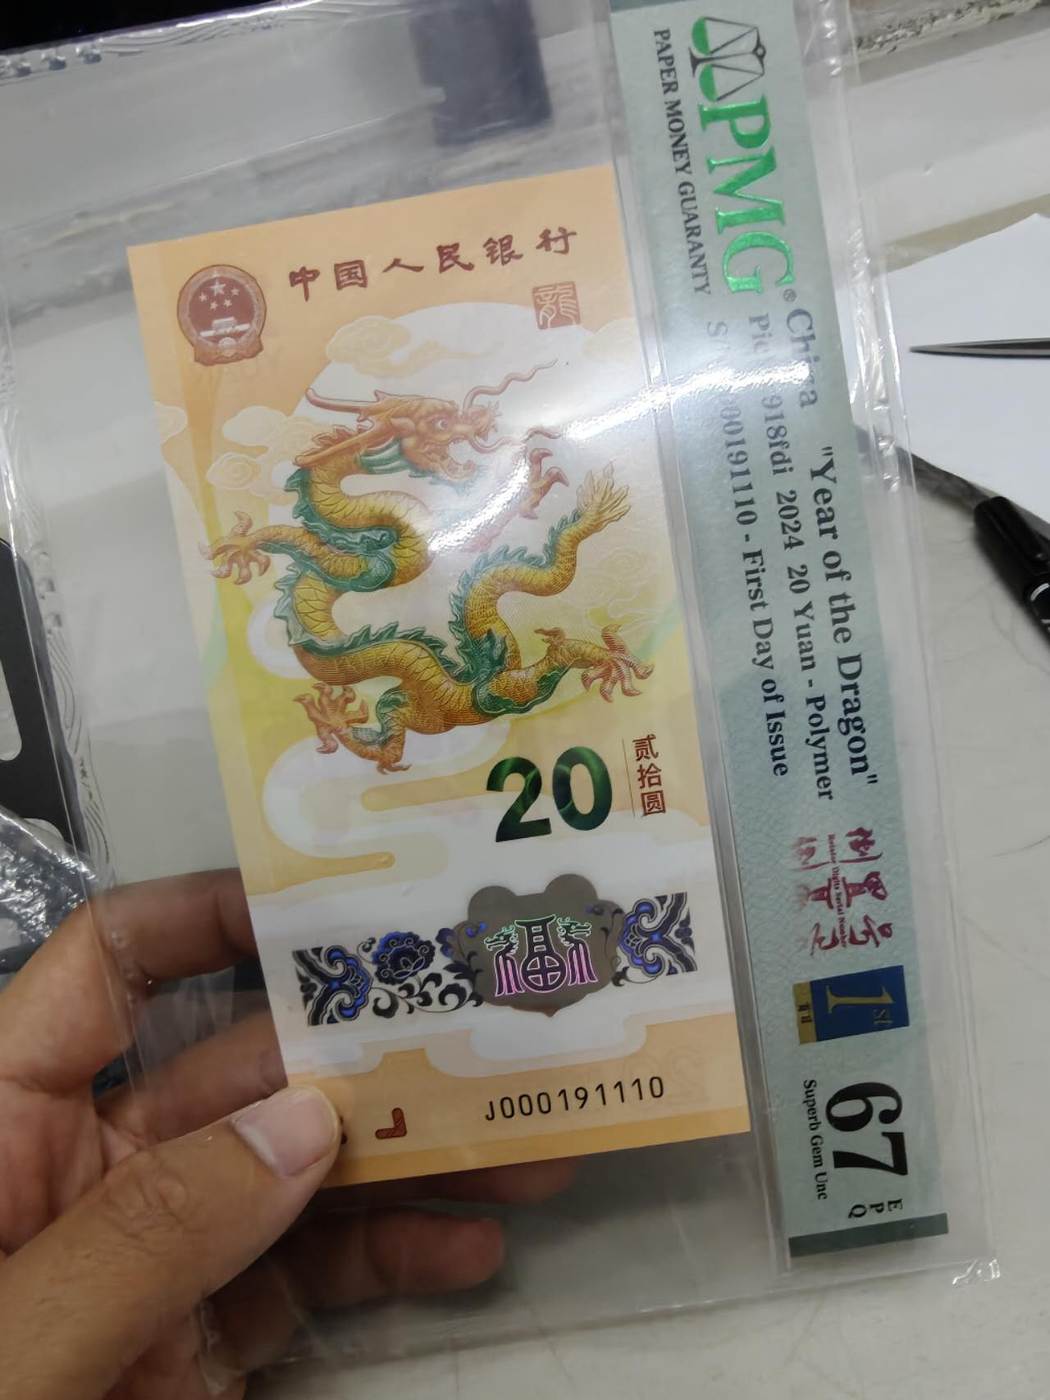 中国人民银行
龍
20
贰拾圆
J000191110
PMG®
PAPER MONEY GUARANTY
China
"Year of the Dragon"
918fdi 2024 20 Yuan - Polymer
00191110 - First Day of Issue
1st
67 EPQ
Superb Gem Unc